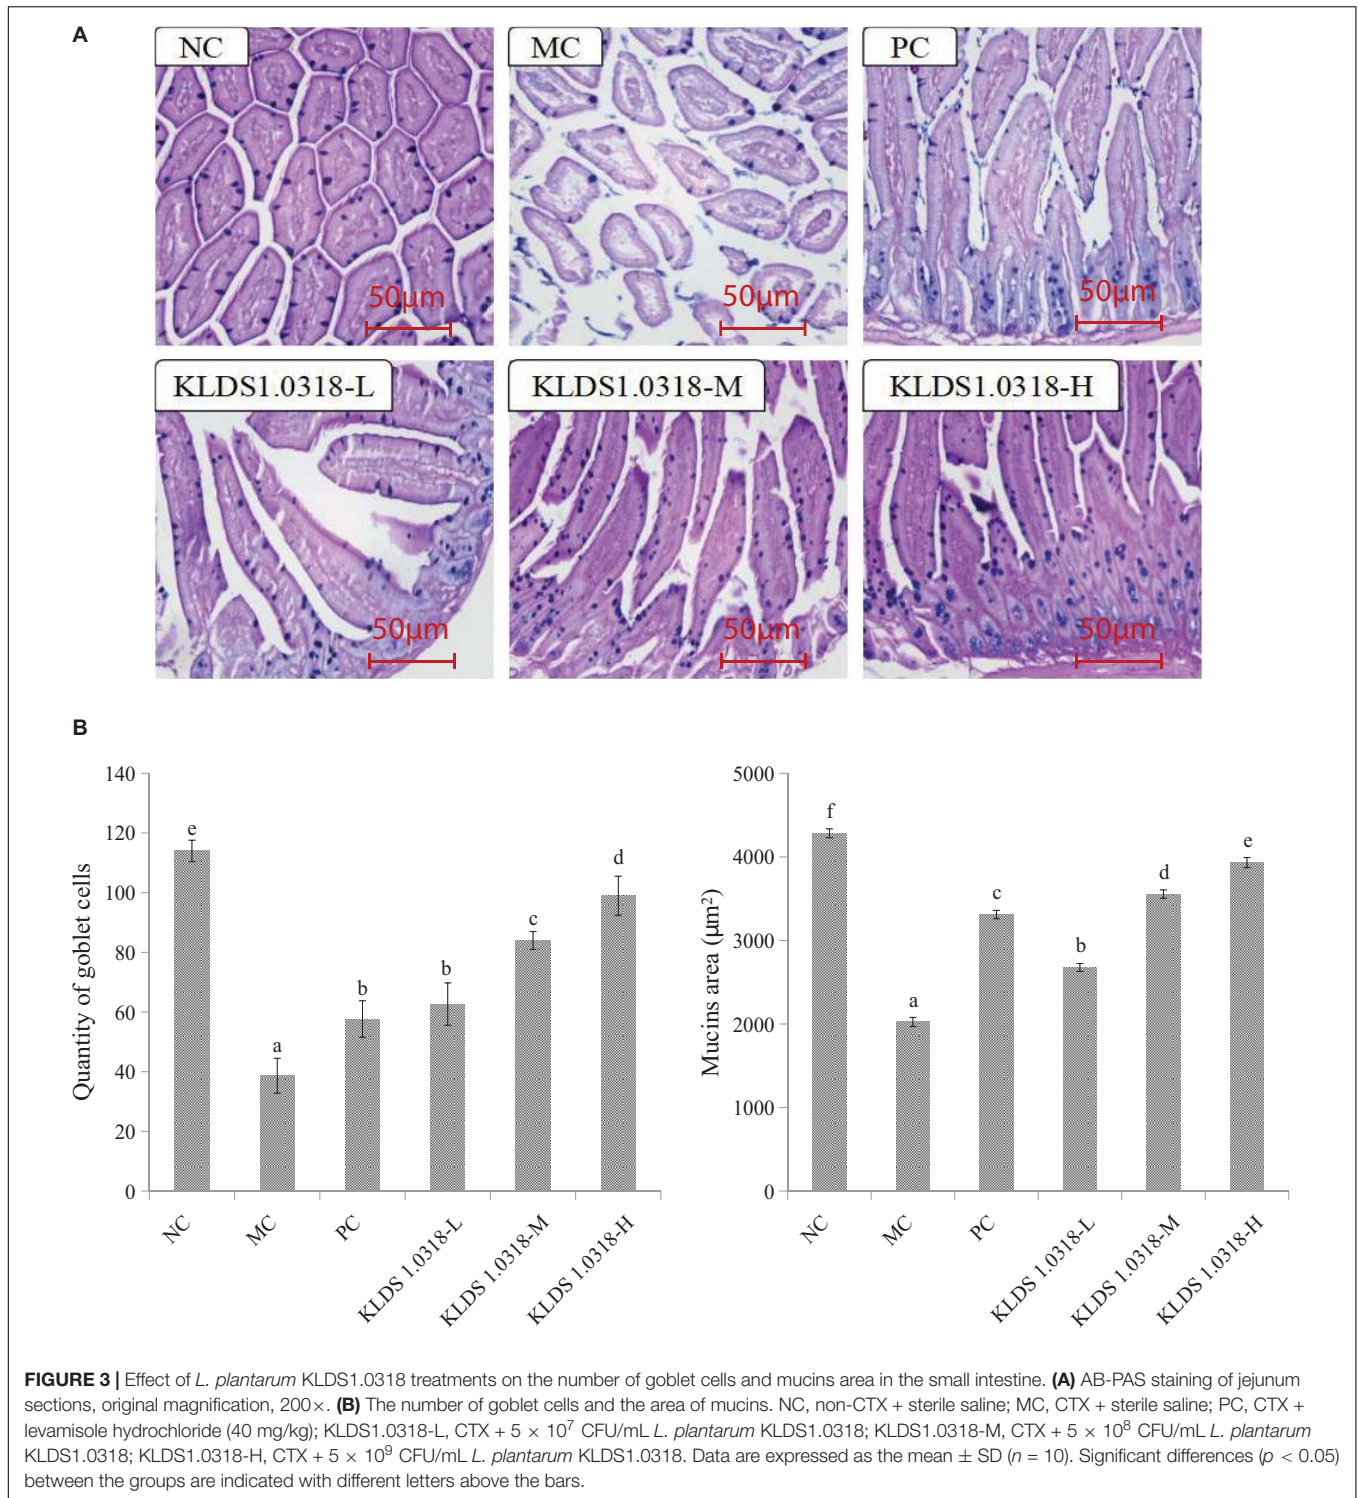 A
NC
MC
PC
50μm
50μm
50μm
KLDS1.0318-L
KLDS1.0318-M
KLDS1.0318-H
50μm
50μm
50μm
B
Quantity of goblet cells
140
120
100
80
60
40
20
0
e
a
b
b
c
d
NC
MC
PC
KLDS 1.0318-L
KLDS 1.0318-M
KLDS 1.0318-H
Mucins area (μm²)
5000
4000
3000
2000
1000
0
f
a
c
b
d
e
NC
MC
PC
KLDS 1.0318-L
KLDS 1.0318-M
KLDS 1.0318-H
FIGURE 3 | Effect of L. plantarum KLDS1.0318 treatments on the number of goblet cells and mucins area in the small intestine. (A) AB-PAS staining of jejunum
sections, original magnification, 200×. (B) The number of goblet cells and the area of mucins. NC, non-CTX + sterile saline; MC, CTX + sterile saline; PC, CTX +
levamisole hydrochloride (40 mg/kg); KLDS1.0318-L, CTX + 5 × 10⁷ CFU/mL L. plantarum KLDS1.0318; KLDS1.0318-M, CTX + 5 × 10⁸ CFU/mL L. plantarum
KLDS1.0318; KLDS1.0318-H, CTX + 5 × 10⁹ CFU/mL L. plantarum KLDS1.0318. Data are expressed as the mean ± SD (n = 10). Significant differences (p < 0.05)
between the groups are indicated with different letters above the bars.